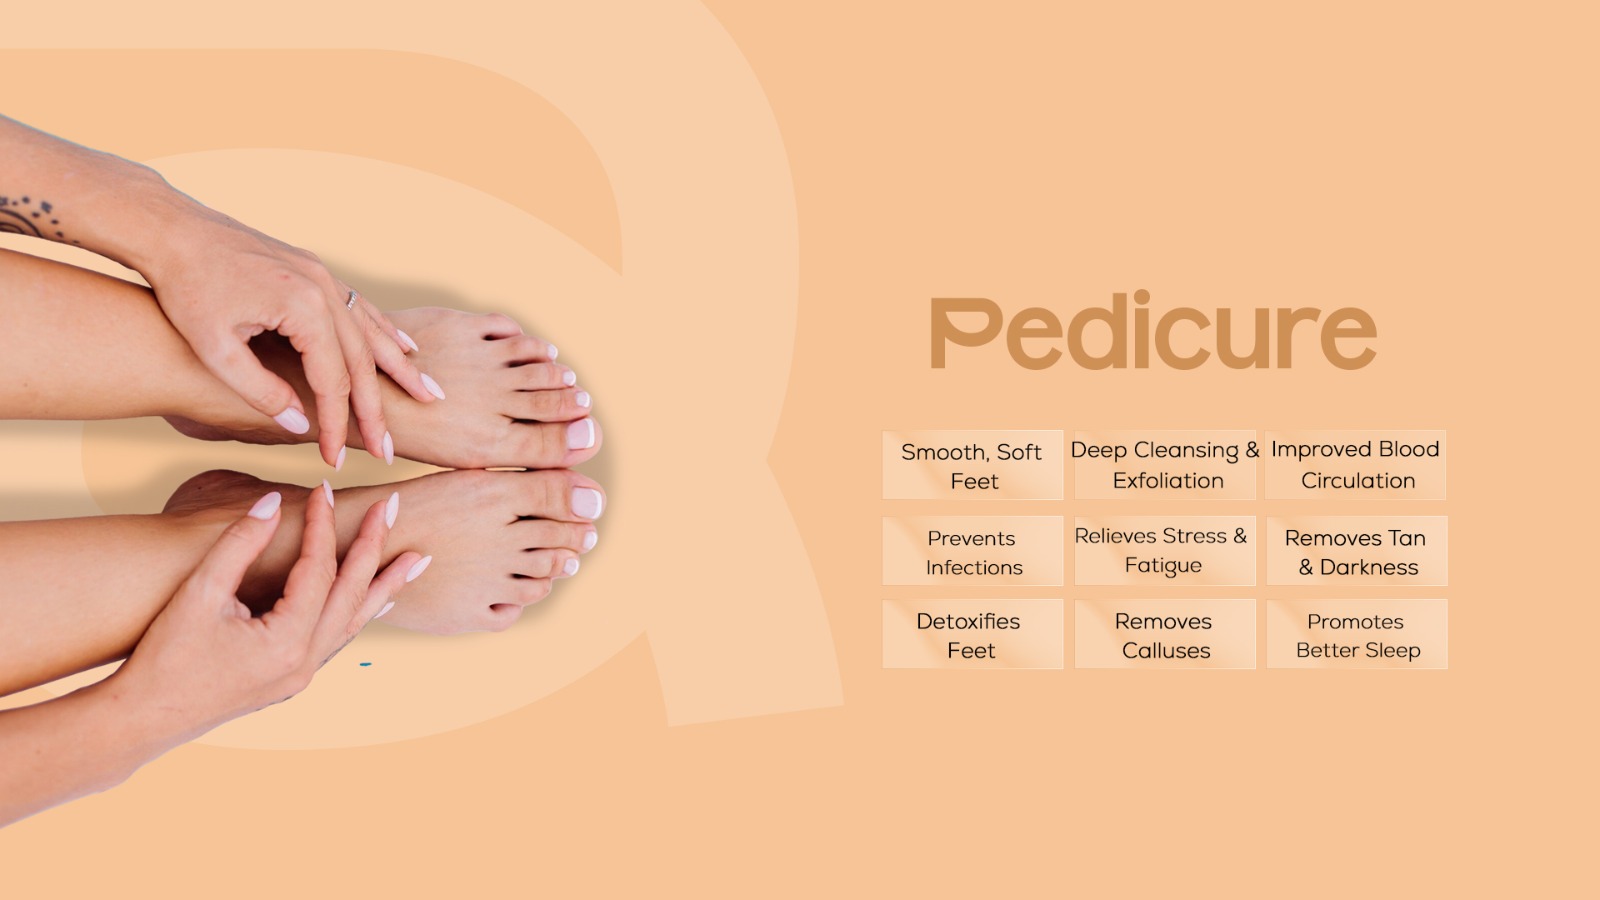 Pedicure
Smooth, Soft
Feet
Deep Cleansing &
Exfoliation
Improved Blood
Circulation
Prevents
Infections
Relieves Stress &
Fatigue
Removes Tan
& Darkness
Detoxifies
Feet
Removes
Calluses
Promotes
Better Sleep